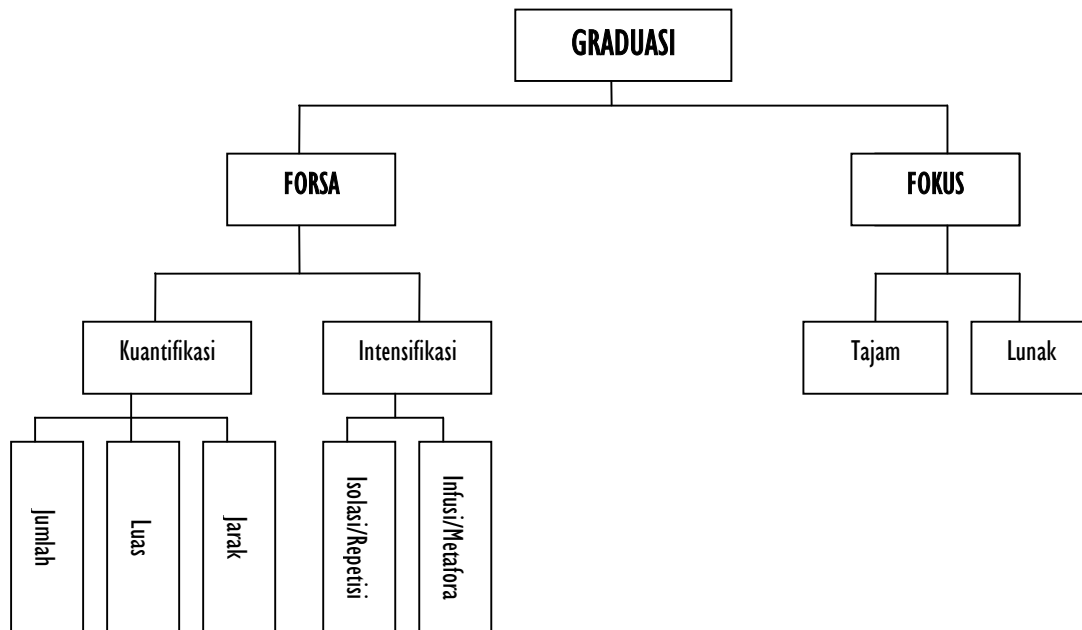 GRADUASI
FORSA
FOKUS
Kuantifikasi
Intensifikasi
Tajam
Lunak
Jumlah
Luas
Jarak
Isolasi/Repetisi
Infusi/Metafora